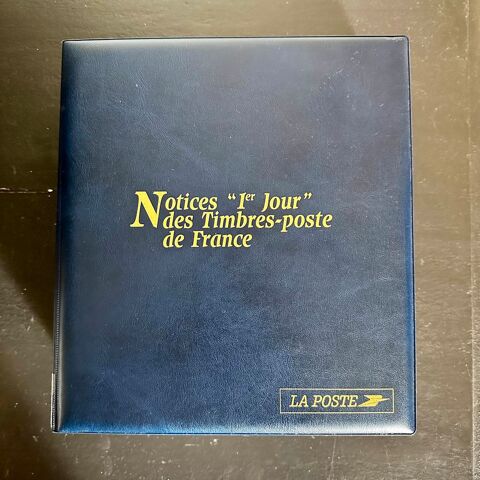 Notices "1er Jour"
des Timbres-poste
de France
LA POSTE